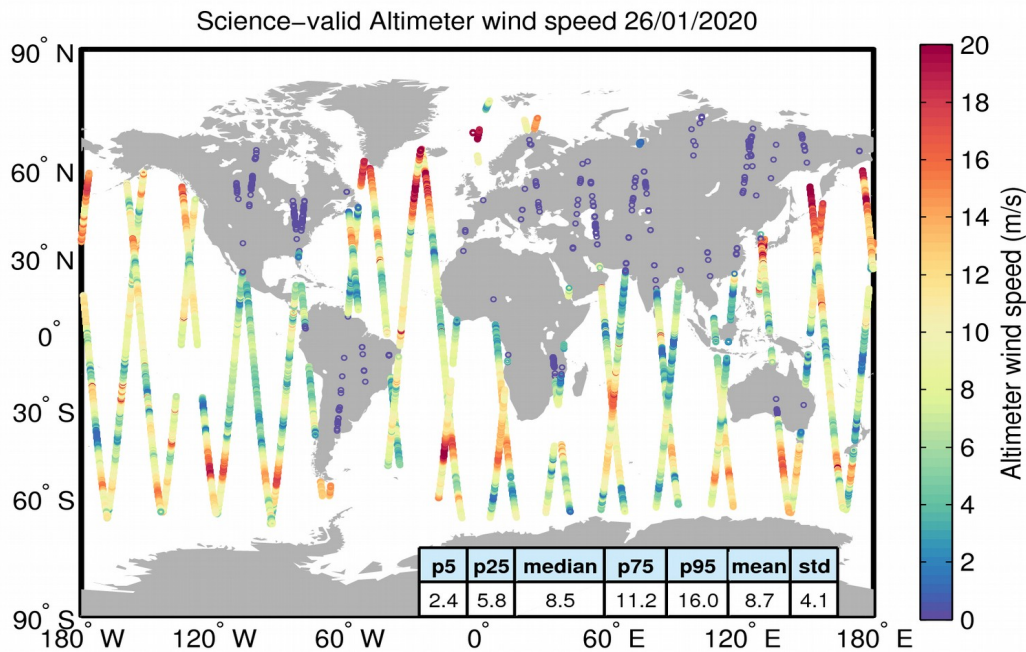 Science−valid Altimeter wind speed 26/01/2020
90° N
60° N
30° N
0°
30° S
60° S
90° S
180° W
120° W
60° W
0°
60° E
120° E
180° E
p5 p25 median p75 p95 mean std
2.4 5.8 8.5 11.2 16.0 8.7 4.1
20
18
16
14
12
10
8
6
4
2
0
Altimeter wind speed (m/s)